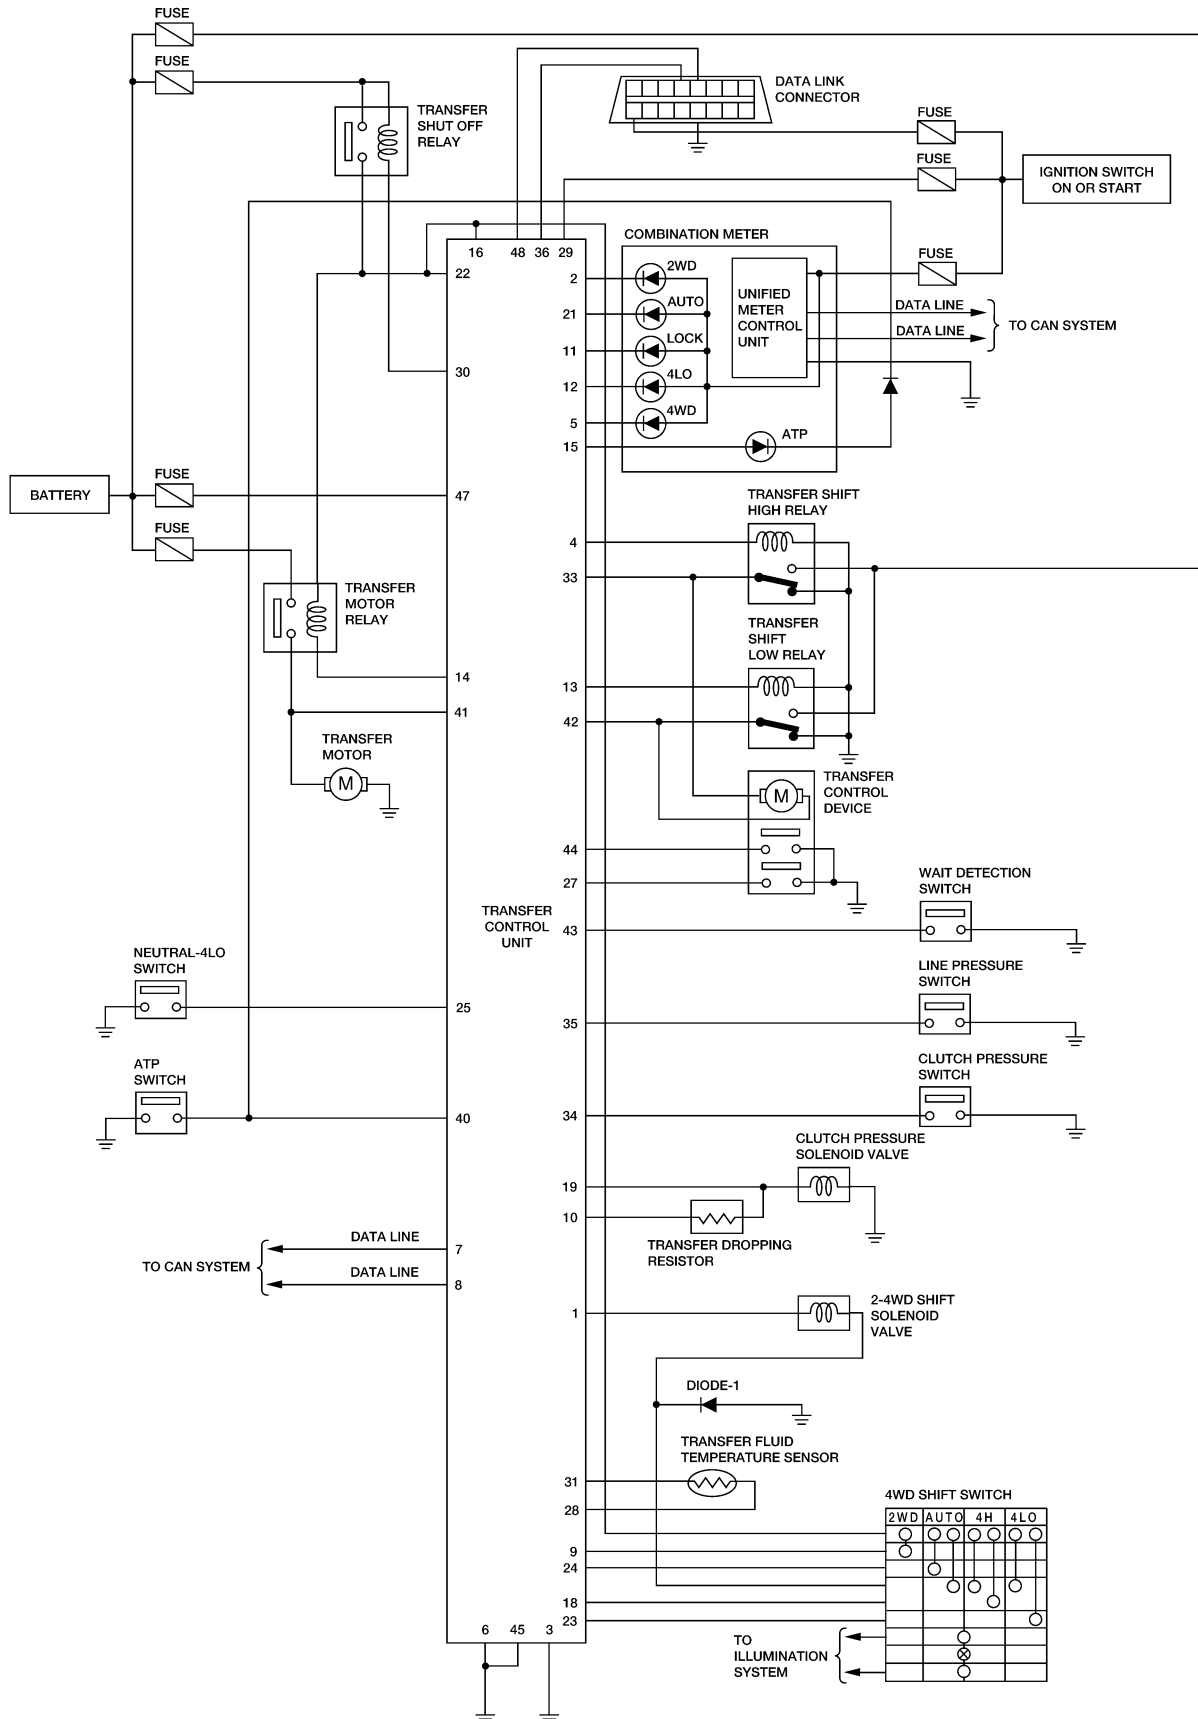 FUSE
FUSE
TRANSFER
SHUT OFF
RELAY
DATA LINK
CONNECTOR
FUSE
FUSE
IGNITION SWITCH
ON OR START
16
48
36
29
COMBINATION METER
FUSE
22
2
2WD
21
AUTO
11
LOCK
12
4LO
5
4WD
15
ATP
UNIFIED
METER
CONTROL
UNIT
DATA LINE
DATA LINE
TO CAN SYSTEM
30
BATTERY
FUSE
47
FUSE
TRANSFER
MOTOR
RELAY
14
41
TRANSFER
MOTOR
M
TRANSFER SHIFT
HIGH RELAY
4
33
TRANSFER
SHIFT
LOW RELAY
13
42
TRANSFER
CONTROL
DEVICE
M
44
27
TRANSFER
CONTROL
UNIT
WAIT DETECTION
SWITCH
43
NEUTRAL-4LO
SWITCH
25
LINE PRESSURE
SWITCH
35
ATP
SWITCH
40
CLUTCH PRESSURE
SWITCH
34
CLUTCH PRESSURE
SOLENOID VALVE
19
10
TRANSFER DROPPING
RESISTOR
TO CAN SYSTEM
DATA LINE
7
DATA LINE
8
1
2-4WD SHIFT
SOLENOID
VALVE
DIODE-1
TRANSFER FLUID
TEMPERATURE SENSOR
31
28
4WD SHIFT SWITCH
2WD AUTO 4H 4LO
9
24
18
23
6
45
3
TO
ILLUMINATION
SYSTEM